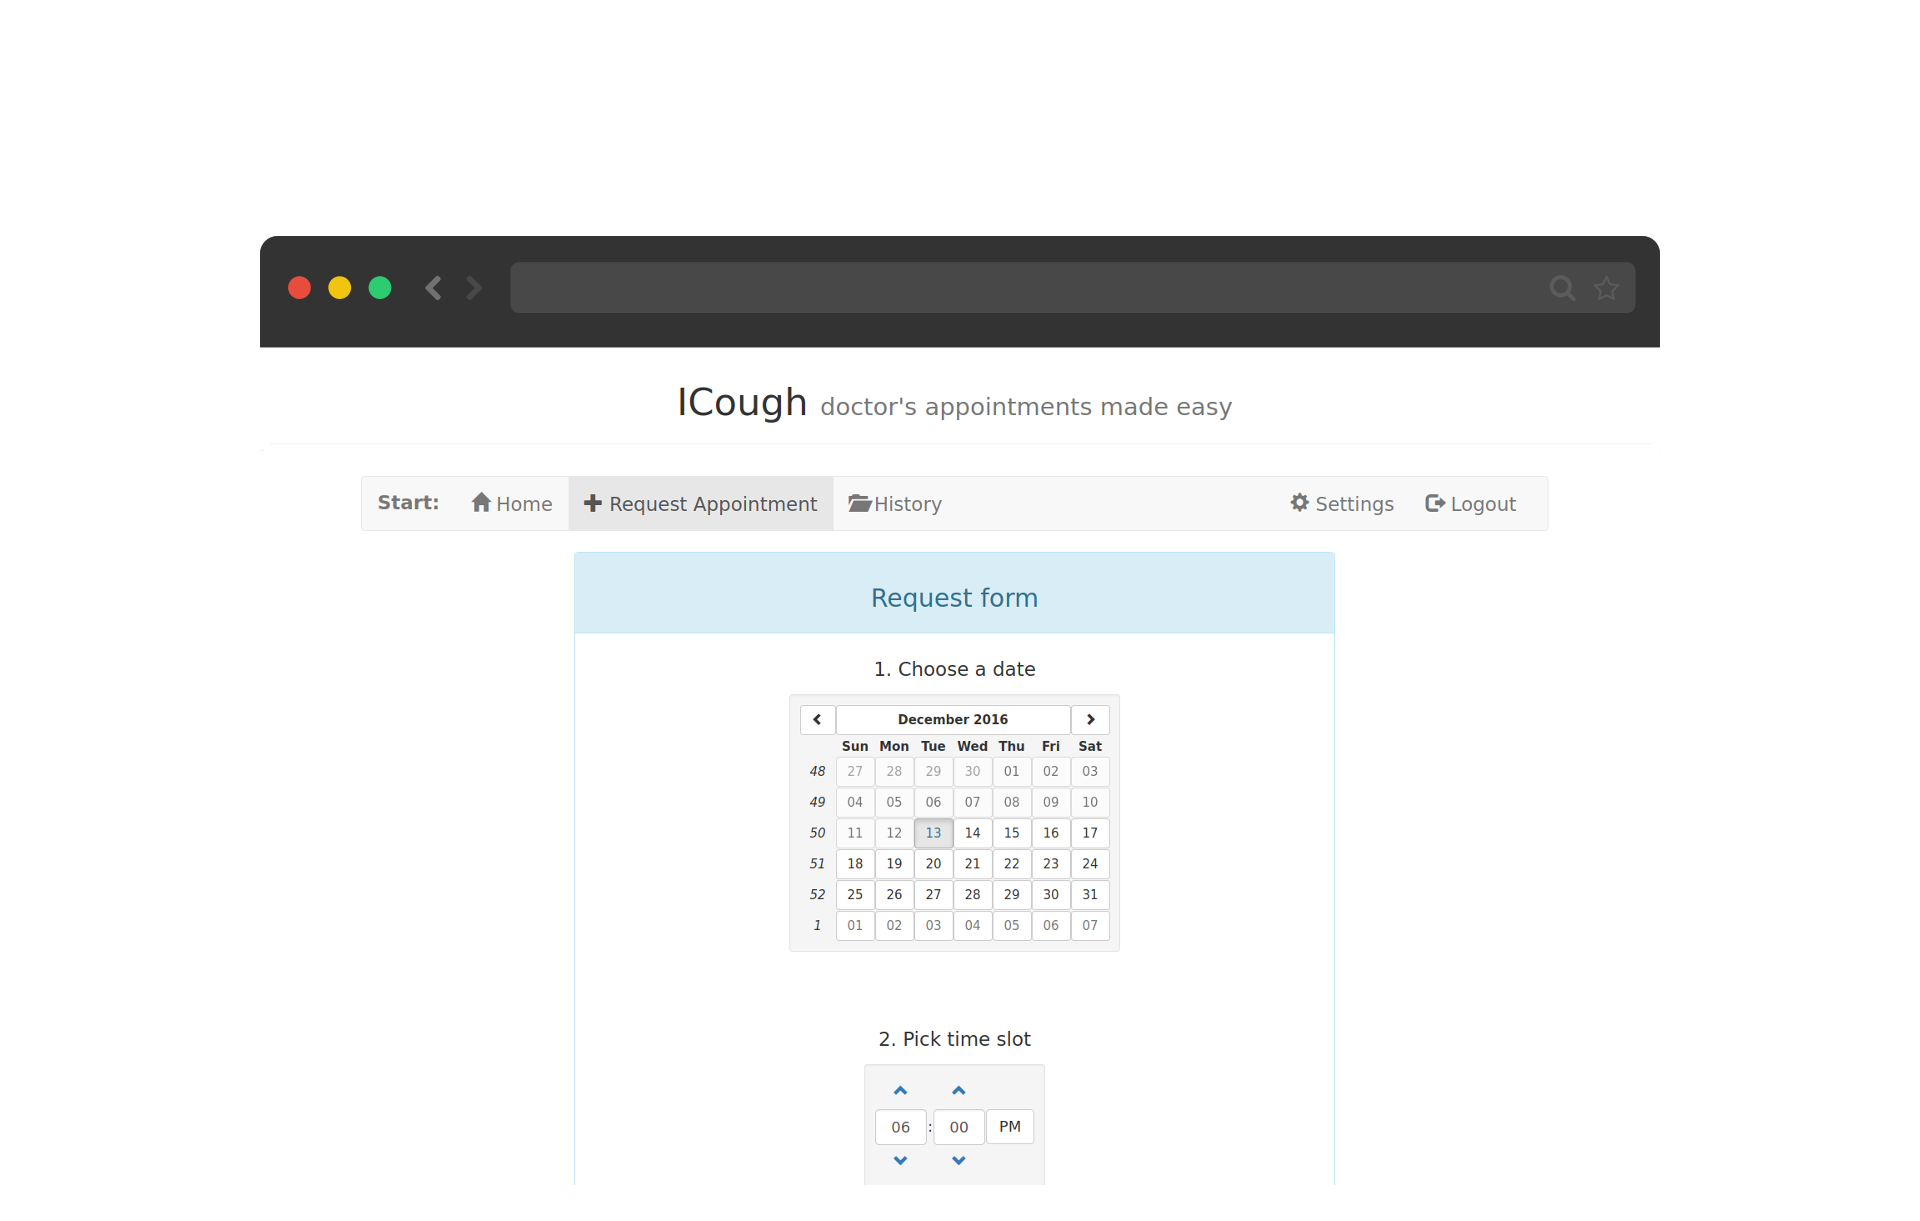 ICough doctor's appointments made easy
Start: Home Request Appointment History Settings Logout
Request form
1. Choose a date
December 2016
Sun Mon Tue Wed Thu Fri Sat
48 27 28 29 30 01 02 03
49 04 05 06 07 08 09 10
50 11 12 13 14 15 16 17
51 18 19 20 21 22 23 24
52 25 26 27 28 29 30 31
1 01 02 03 04 05 06 07
2. Pick time slot
06 : 00 PM